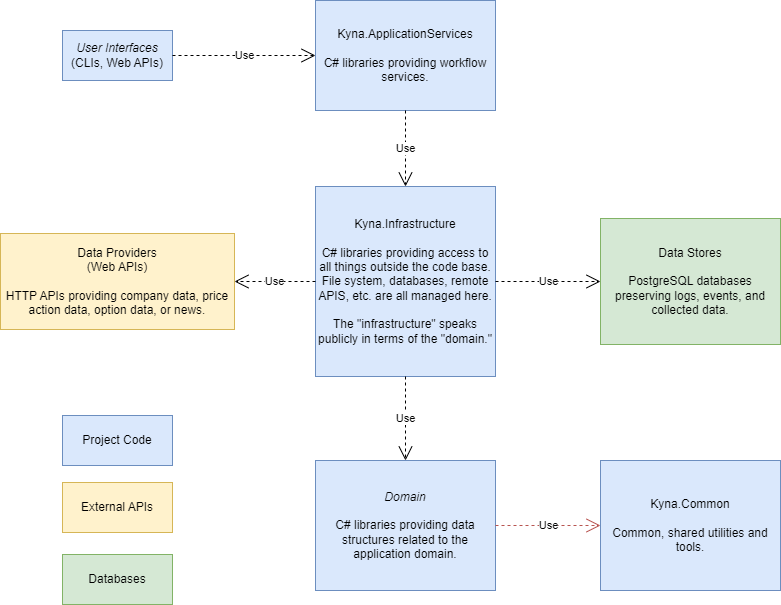 User Interfaces
(CLIs, Web APIs)
Use
Kyna.ApplicationServices
C# libraries providing workflow
services.
Use
Kyna.Infrastructure
C# libraries providing access to
all things outside the code base.
File system, databases, remote
APIS, etc. are all managed here.
The "infrastructure" speaks
publicly in terms of the "domain."
Use
Data Providers
(Web APIs)
HTTP APIs providing company data, price
action data, option data, or news.
Use
Data Stores
PostgreSQL databases
preserving logs, events, and
collected data.
Use
Domain
C# libraries providing data
structures related to the
application domain.
Use
Kyna.Common
Common, shared utilities and
tools.
Project Code
External APIs
Databases